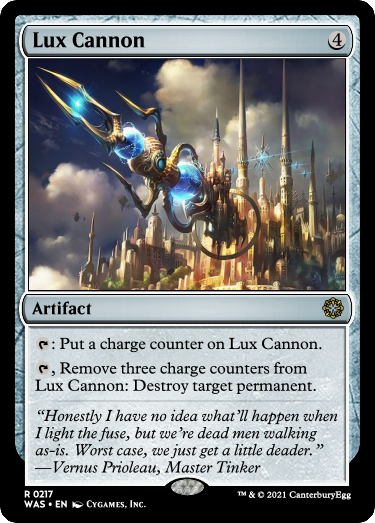 Lux Cannon 4
Artifact
: Put a charge counter on Lux Cannon.
, Remove three charge counters from
Lux Cannon: Destroy target permanent.
“Honestly I have no idea what’ll happen when
I light the fuse, but we’re dead men walking
as-is. Worst case, we just get a little deader.”
—Vernus Prioleau, Master Tinker
R 0217
WAS • EN Cygames, Inc.
™ & © 2021 CanterburyEgg